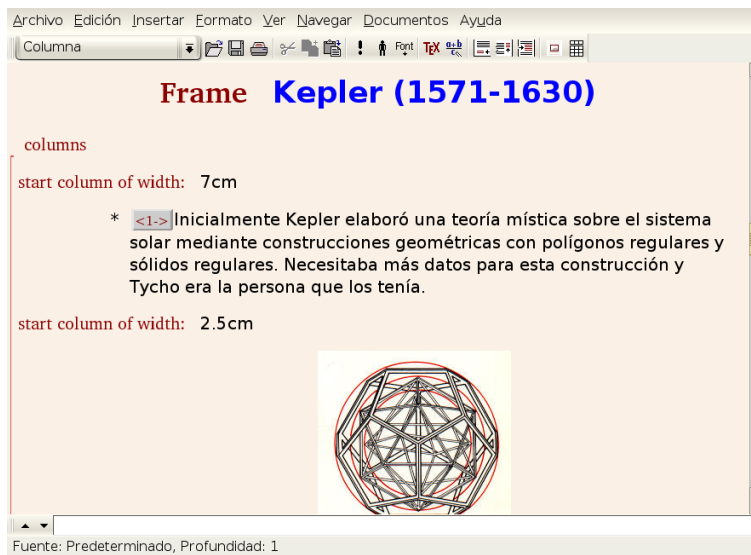 Archivo Edición Insertar Formato Ver Navegar Documentos Ayuda
Columna Font TEX a+b c
Frame Kepler (1571-1630)
columns
start column of width: 7cm
* <1-> Inicialmente Kepler elaboró una teoría mística sobre el sistema
solar mediante construcciones geométricas con polígonos regulares y
sólidos regulares. Necesitaba más datos para esta construcción y
Tycho era la persona que los tenía.
start column of width: 2.5cm
Fuente: Predeterminado, Profundidad: 1